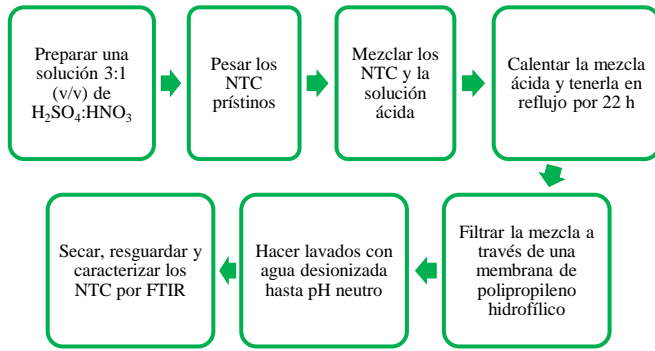 Preparar una
solución 3:1
(v/v) de
H₂SO₄:HNO₃
Pesar los
NTC
prístinos
Mezclar los
NTC y la
solución
ácida
Calentar la mezcla
ácida y tenerla en
reflujo por 22 h
Filtrar la mezcla a
través de una
membrana de
polipropileno
hidrofílico
Hacer lavados con
agua desionizada
hasta pH neutro
Secar, resguardar y
caracterizar los
NTC por FTIR